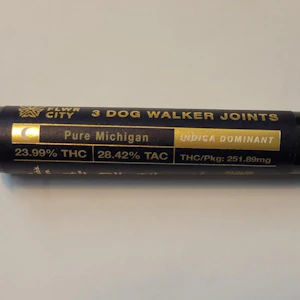 FLWR
CITY
3 DOG WALKER JOINTS
Pure Michigan
INDICA DOMINANT
23.99% THC
28.42% TAC
THC/Pkg: 251.89mg